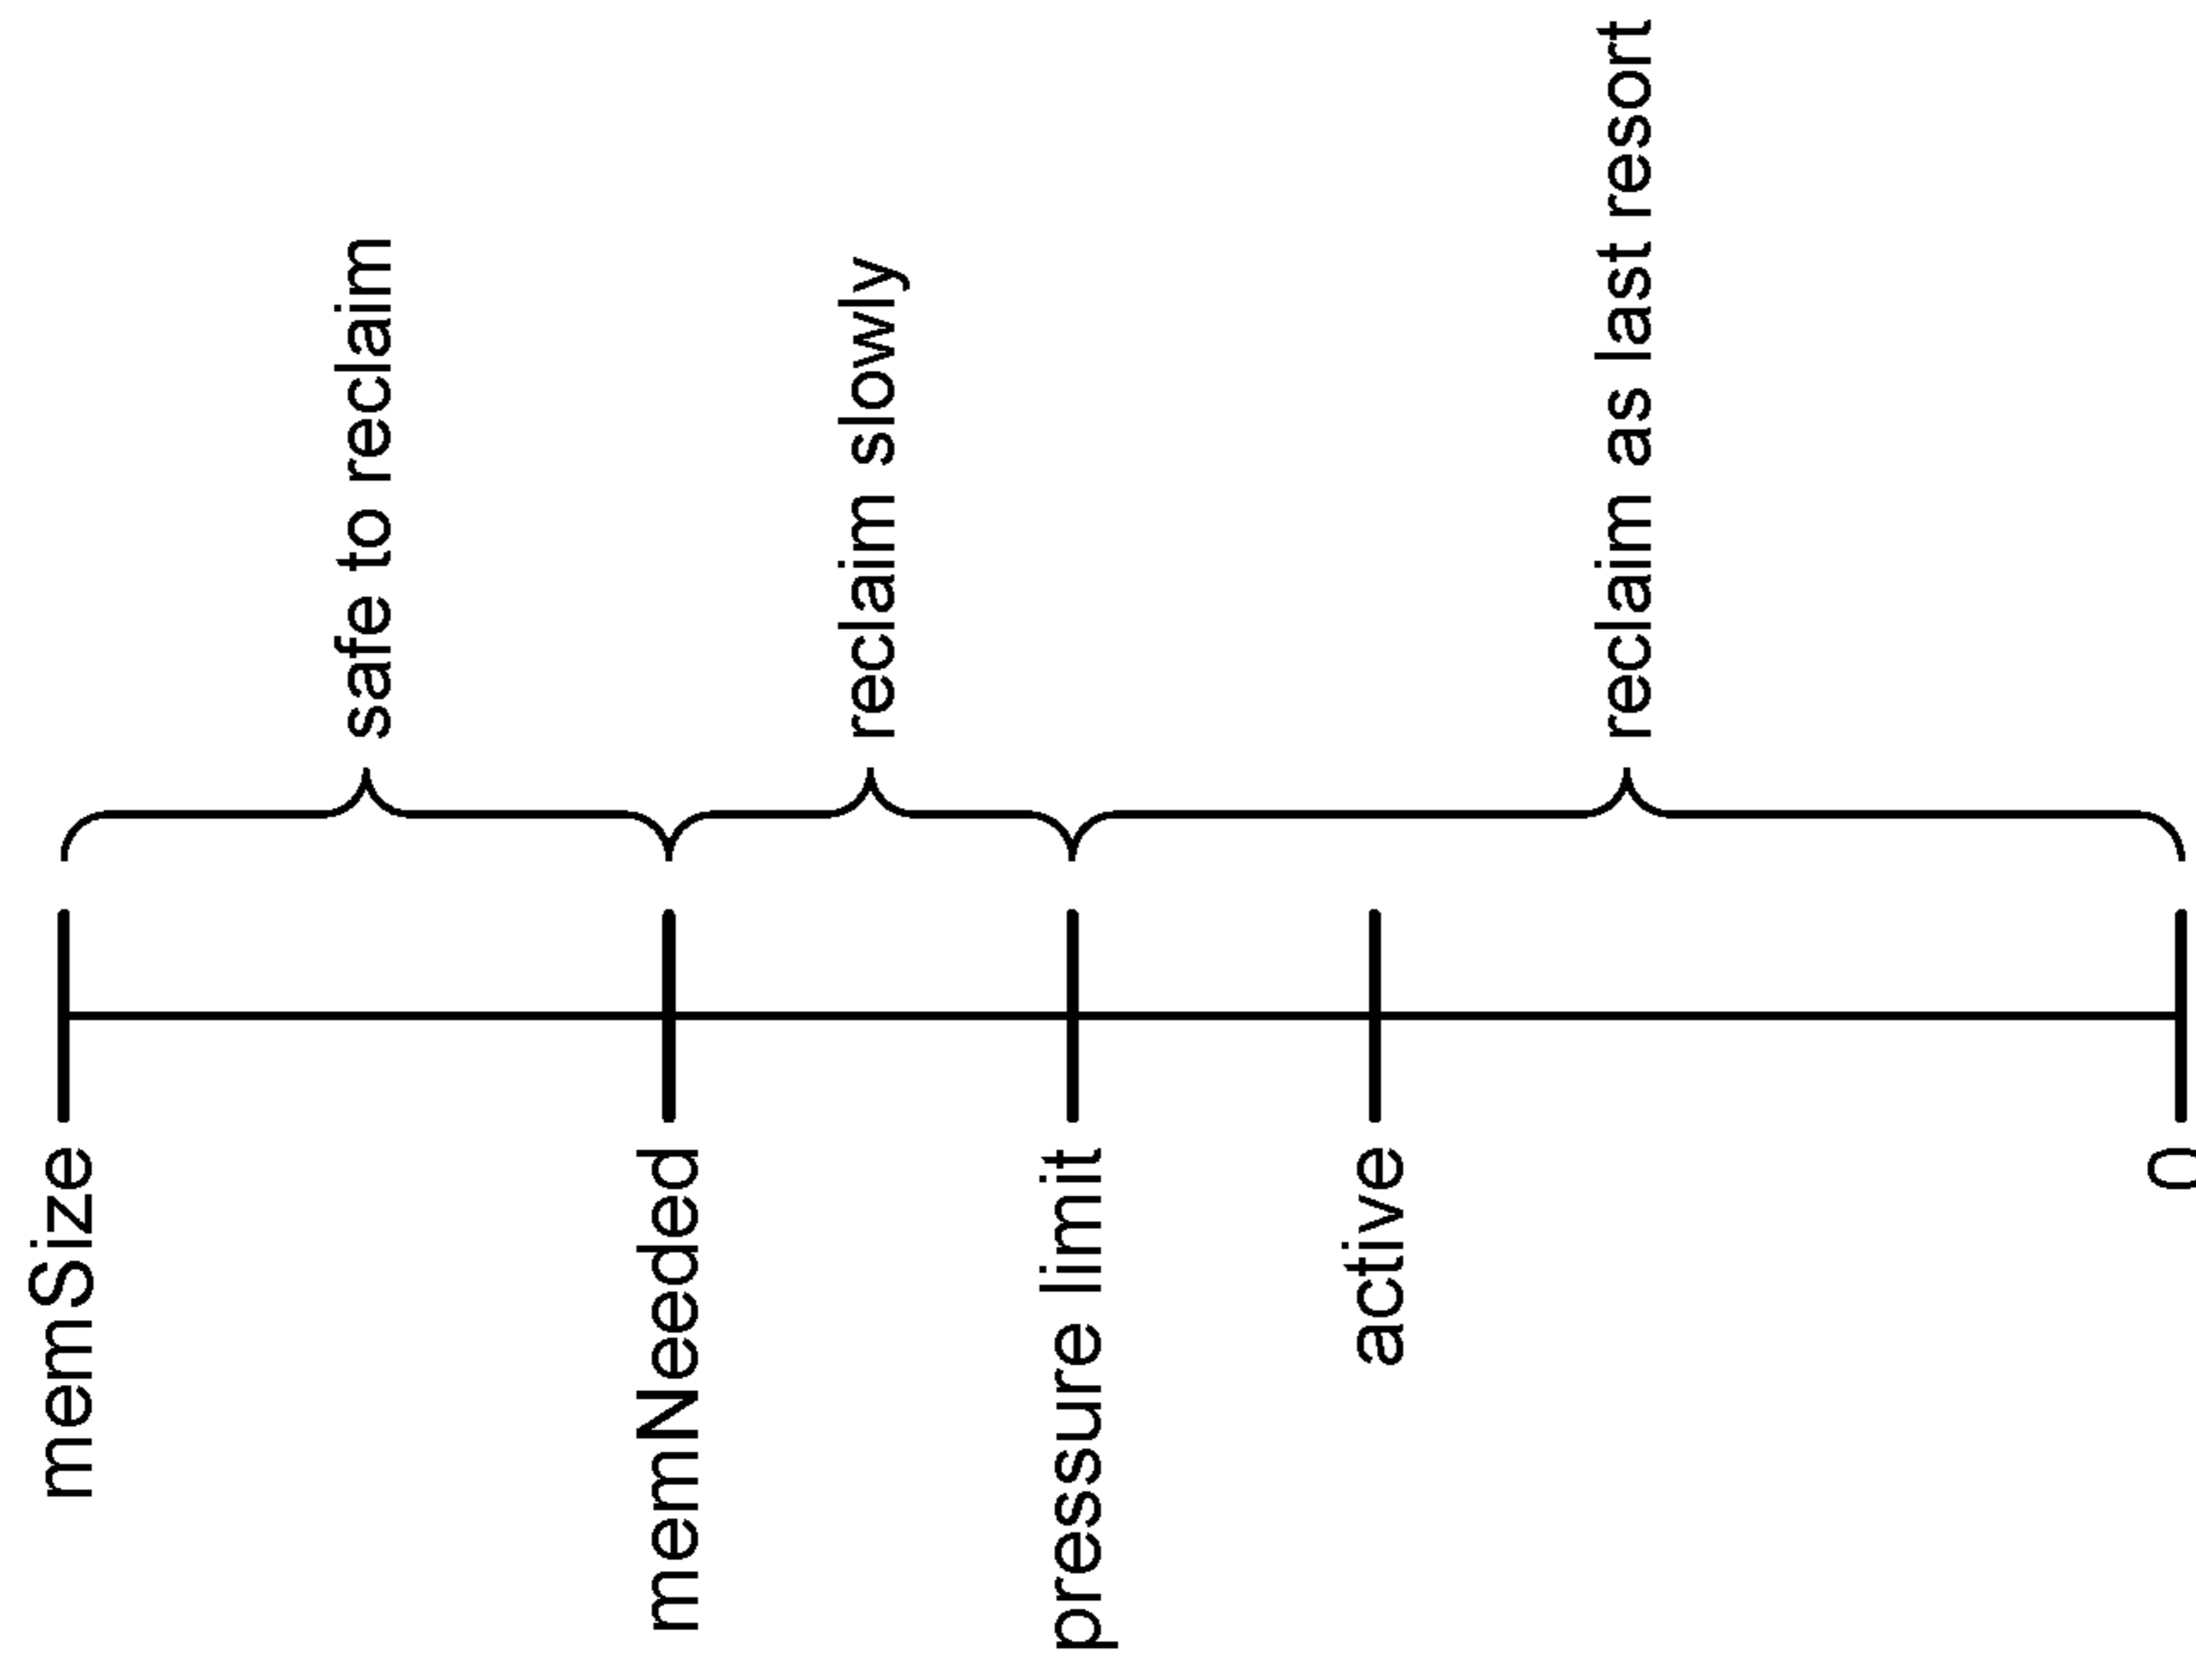 memSize
safe to reclaim
memNeeded
reclaim slowly
pressure limit
active
reclaim as last resort
0